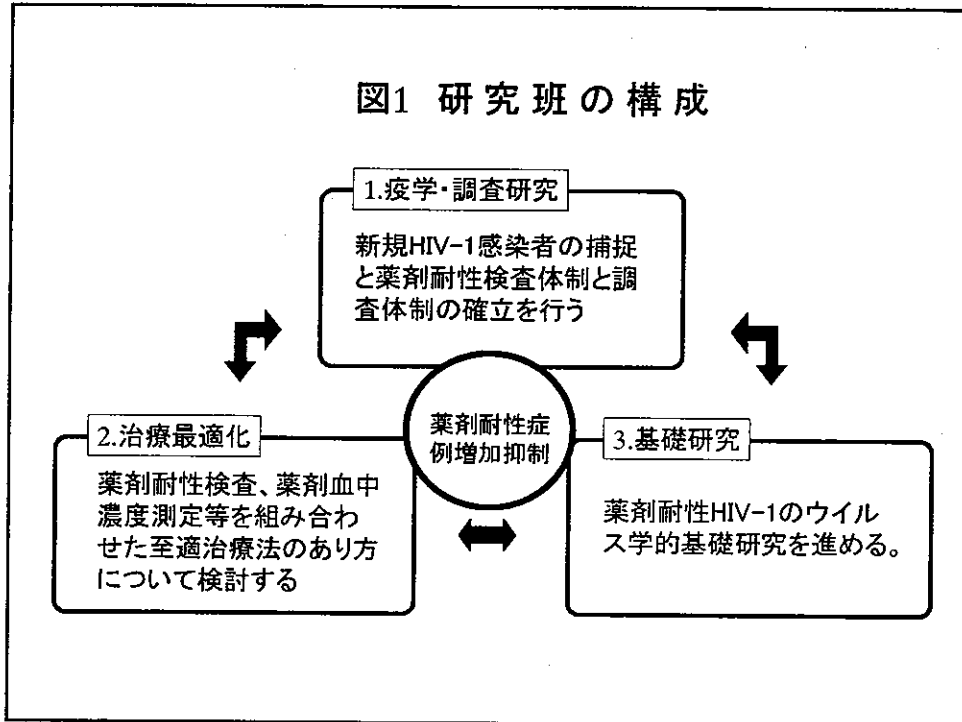 図1 研究班の構成
1.疫学・調査研究
新規HIV-1感染者の捕捉
と薬剤耐性検査体制と調
査体制の確立を行う
薬剤耐性症
例増加抑制
2.治療最適化
薬剤耐性検査、薬剤血中
濃度測定等を組み合わ
せた至適治療法のあり方
について検討する
3.基礎研究
薬剤耐性HIV-1のウイル
ス学的基礎研究を進める。